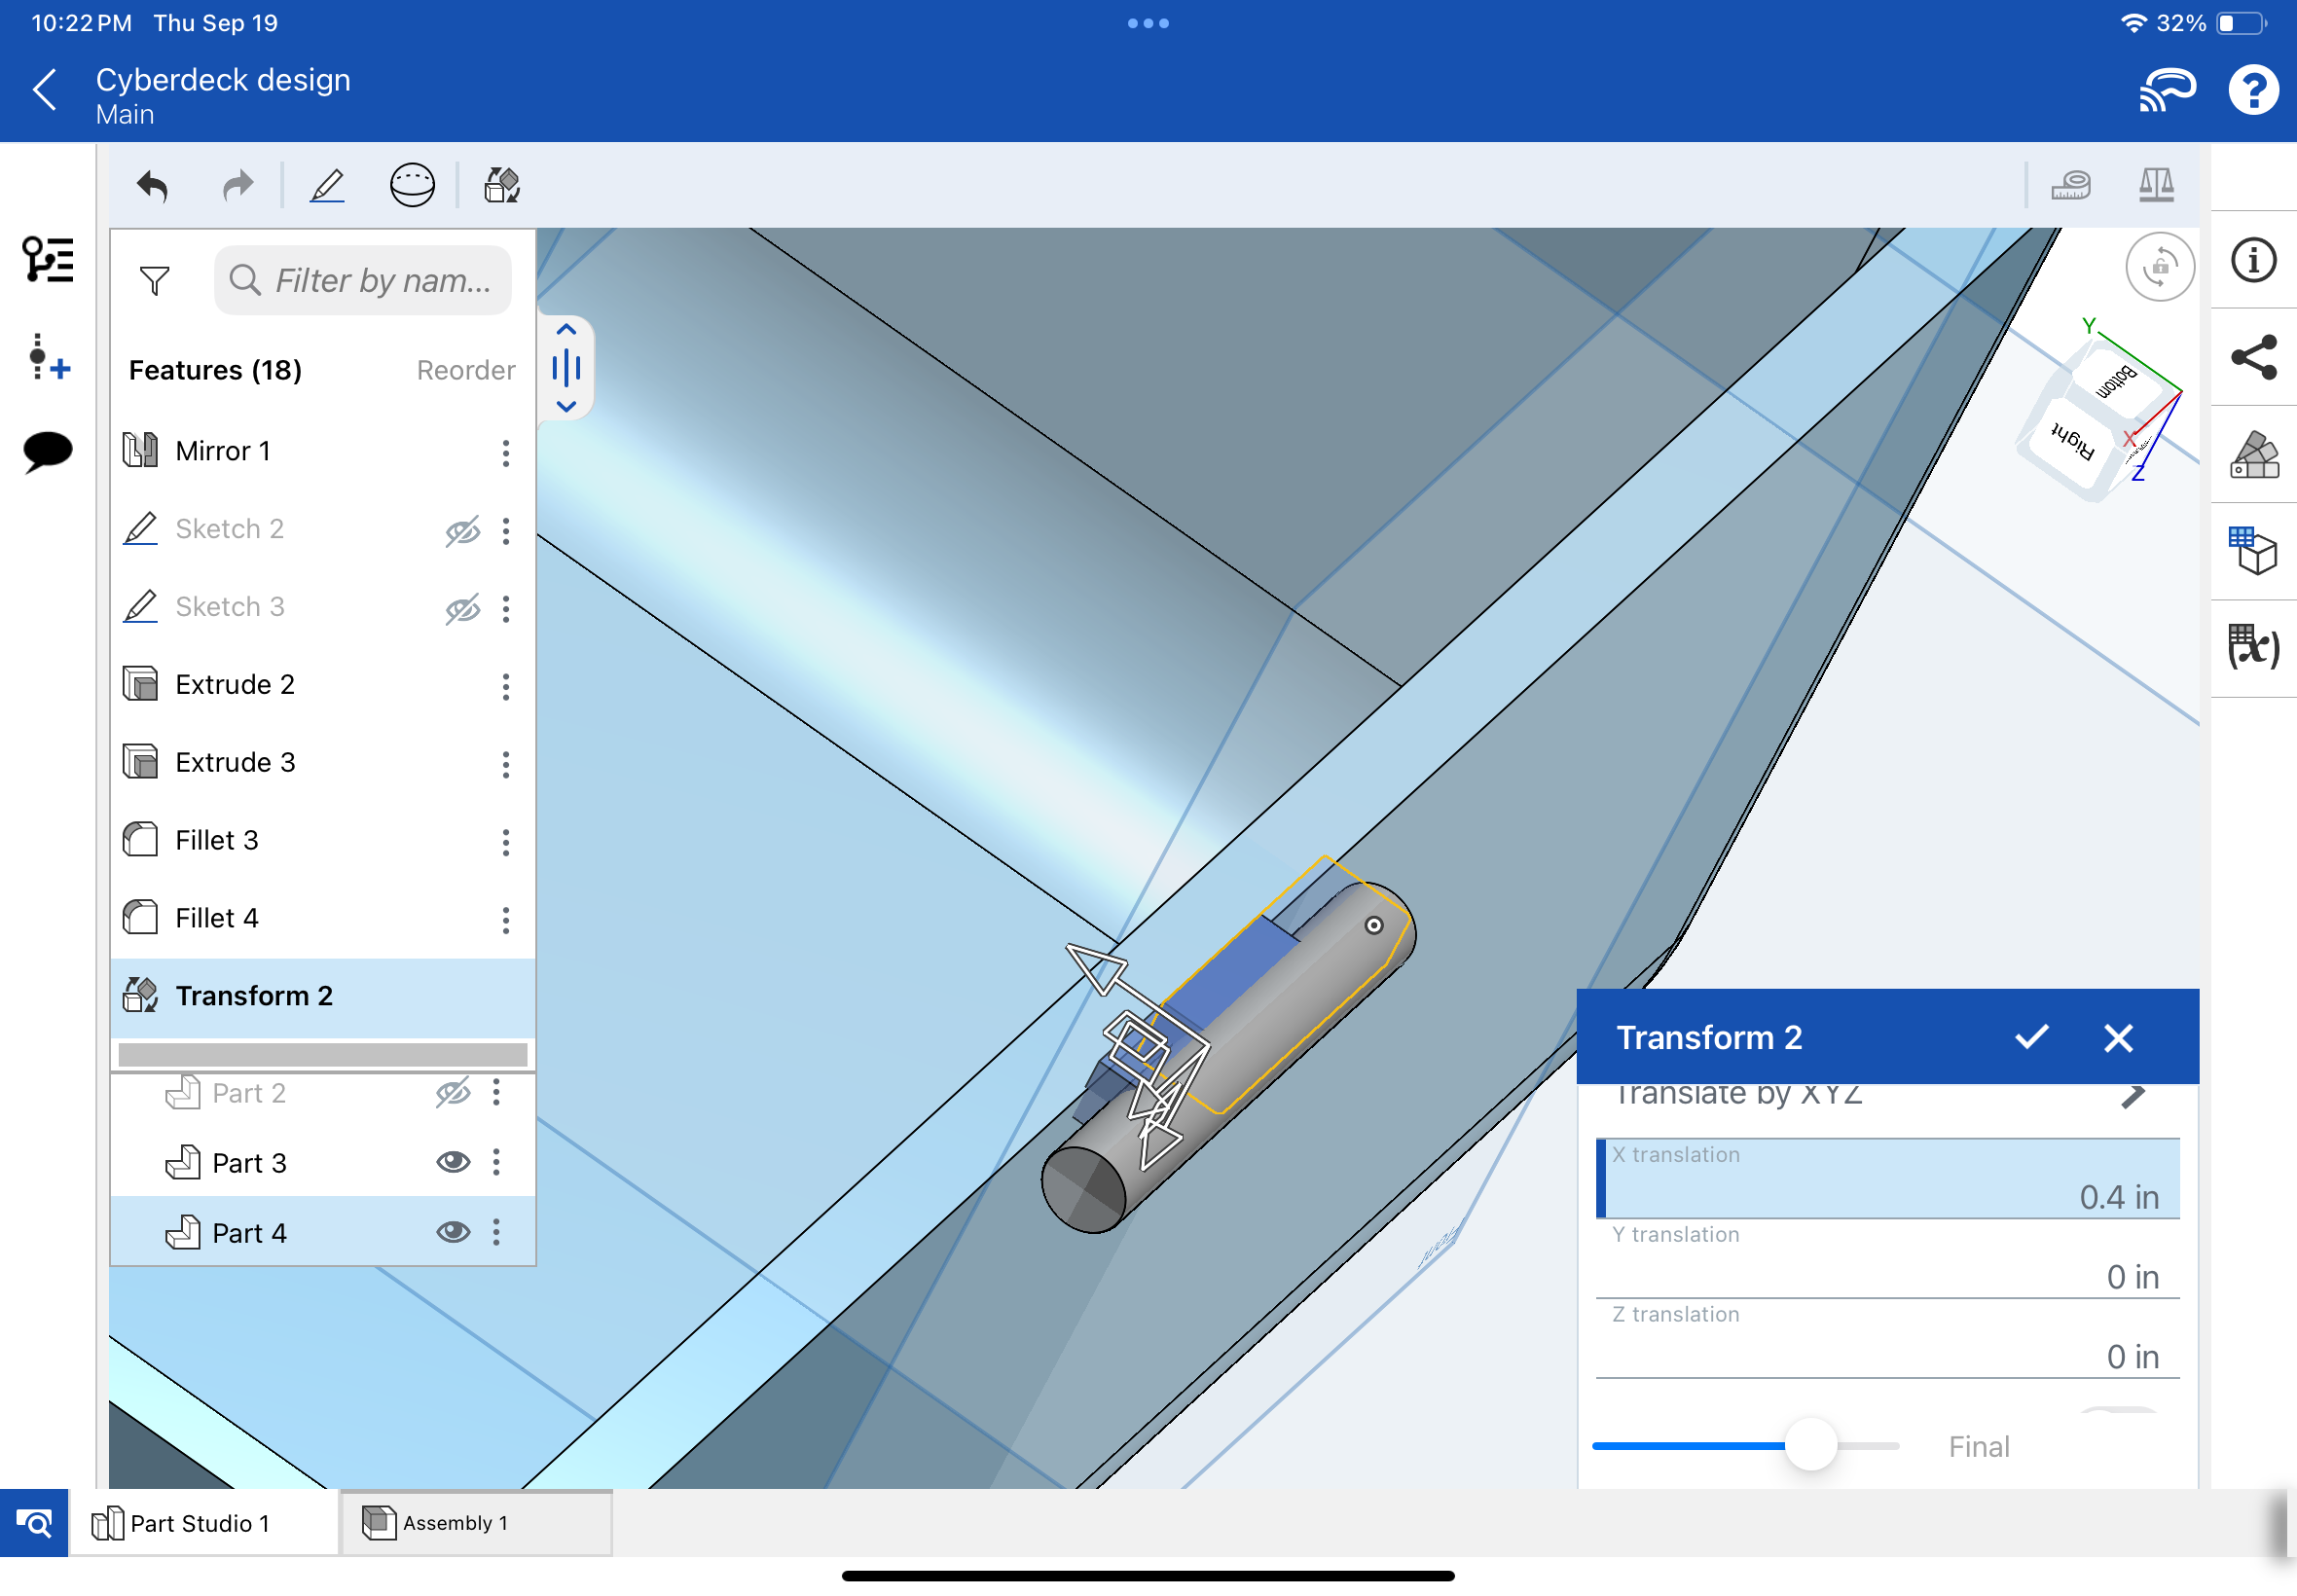 10:22 PM Thu Sep 19
32%
Cyberdeck design
Main
Filter by nam...
Features (18)
Reorder
Mirror 1
Sketch 2
Sketch 3
Extrude 2
Extrude 3
Fillet 3
Fillet 4
Transform 2
Part 2
Part 3
Part 4
Y
Bottom
Right
X
Z
Transform 2
Translate by XYZ
X translation
0.4 in
Y translation
0 in
Z translation
0 in
Final
Part Studio 1
Assembly 1